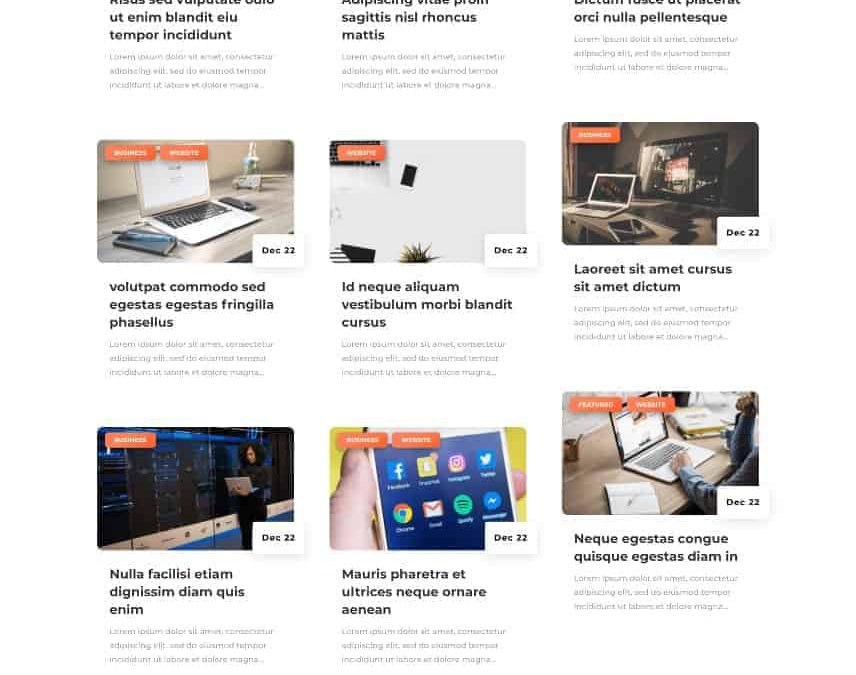 Risus sed vulputate odio
ut enim blandit eiu
tempor incididunt
Lorem ipsum dolor sit amet, consectetur
adipiscing elit, sed do eiusmod tempor
incididunt ut labore et dolore magna...
Adipiscing vitae proin
sagittis nisl rhoncus
mattis
Lorem ipsum dolor sit amet, consectetur
adipiscing elit, sed do eiusmod tempor
incididunt ut labore et dolore magna...
Dictum fusce ut placerat
orci nulla pellentesque
Lorem ipsum dolor sit amet, consectetur
adipiscing elit, sed do eiusmod tempor
incididunt ut labore et dolore magna...
BUSINESS
WEBSITE
Dec 22
volutpat commodo sed
egestas egestas fringilla
phasellus
Lorem ipsum dolor sit amet, consectetur
adipiscing elit, sed do eiusmod tempor
incididunt ut labore et dolore magna...
WEBSITE
Dec 22
Id neque aliquam
vestibulum morbi blandit
cursus
Lorem ipsum dolor sit amet, consectetur
adipiscing elit, sed do eiusmod tempor
incididunt ut labore et dolore magna...
BUSINESS
Dec 22
Laoreet sit amet cursus
sit amet dictum
Lorem ipsum dolor sit amet, consectetur
adipiscing elit, sed do eiusmod tempor
incididunt ut labore et dolore magna...
BUSINESS
Dec 22
Nulla facilisi etiam
dignissim diam quis
enim
Lorem ipsum dolor sit amet, consectetur
adipiscing elit, sed do eiusmod tempor
incididunt ut labore et dolore magna...
BUSINESS
WEBSITE
Facebook
Instagram
Twitter
Chrome
Gmail
Spotify
Messenger
Dec 22
Mauris pharetra et
ultrices neque ornare
aenean
Lorem ipsum dolor sit amet, consectetur
adipiscing elit, sed do eiusmod tempor
incididunt ut labore et dolore magna...
FEATURED
WEBSITE
Dec 22
Neque egestas congue
quisque egestas diam in
Lorem ipsum dolor sit amet, consectetur
adipiscing elit, sed do eiusmod tempor
incididunt ut labore et dolore magna...